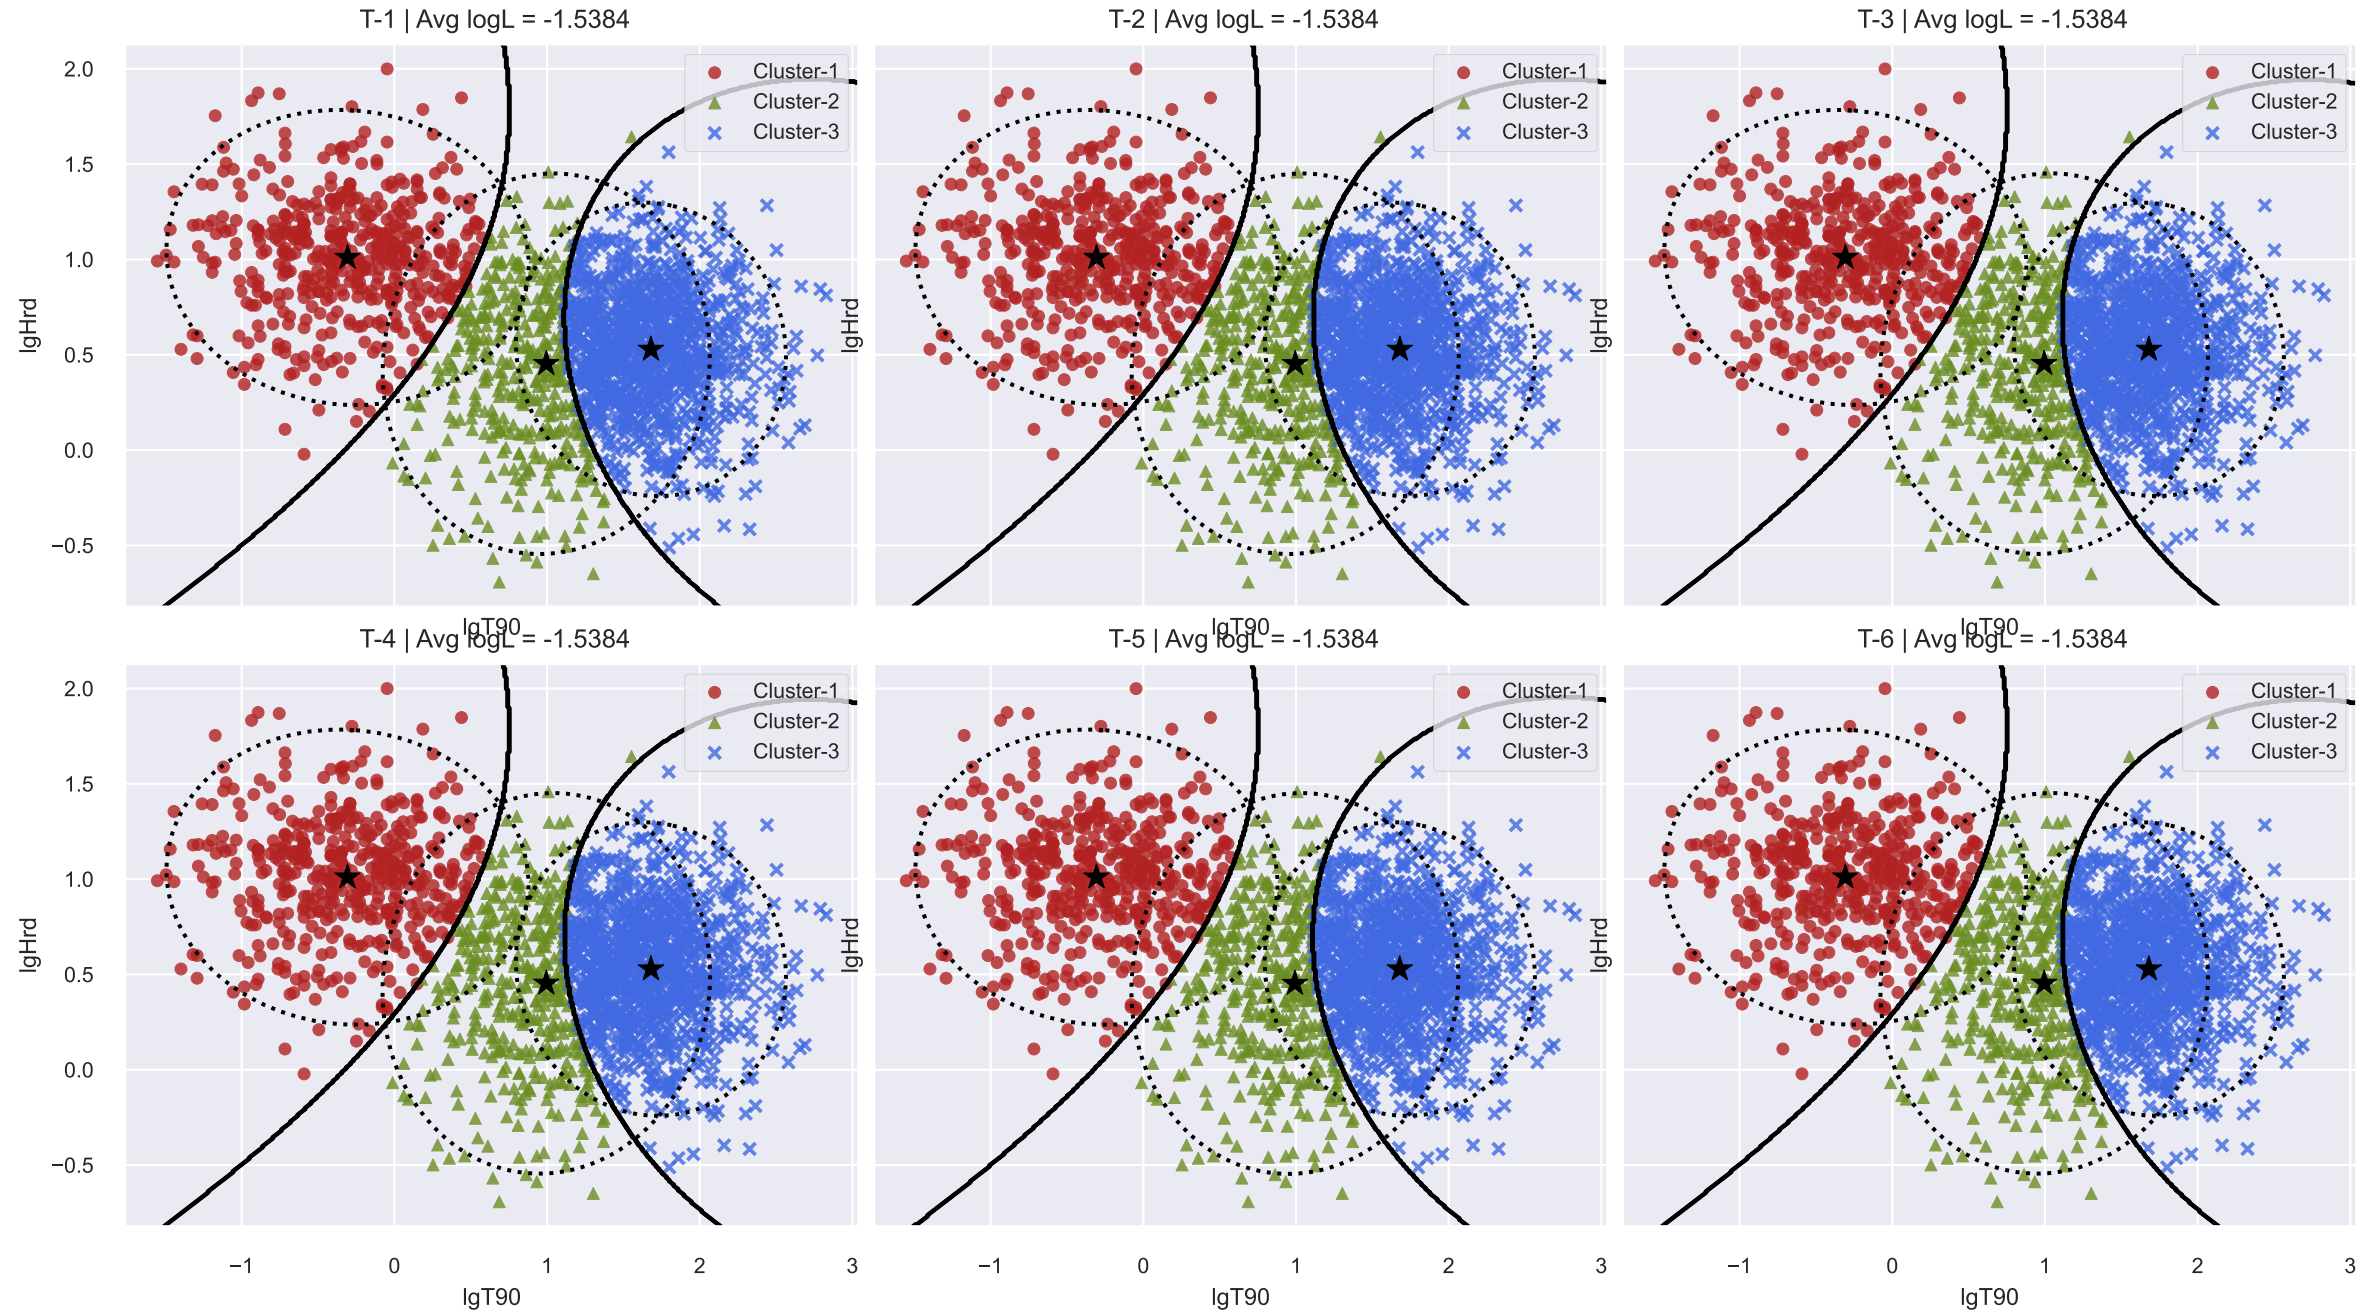 T-1 | Avg logL = -1.5384
T-2 | Avg logL = -1.5384
T-3 | Avg logL = -1.5384
2.0
1.5
1.0
0.5
0.0
−0.5
lgHrd
lgHrd
lgHrd
Cluster-1
Cluster-2
Cluster-3
Cluster-1
Cluster-2
Cluster-3
Cluster-1
Cluster-2
Cluster-3
lgT90
lgT90
lgT90
T-4 | Avg logL = -1.5384
T-5 | Avg logL = -1.5384
T-6 | Avg logL = -1.5384
2.0
1.5
1.0
0.5
0.0
−0.5
lgHrd
lgHrd
lgHrd
Cluster-1
Cluster-2
Cluster-3
Cluster-1
Cluster-2
Cluster-3
Cluster-1
Cluster-2
Cluster-3
−1 0 1 2 3
−1 0 1 2 3
−1 0 1 2 3
lgT90
lgT90
lgT90